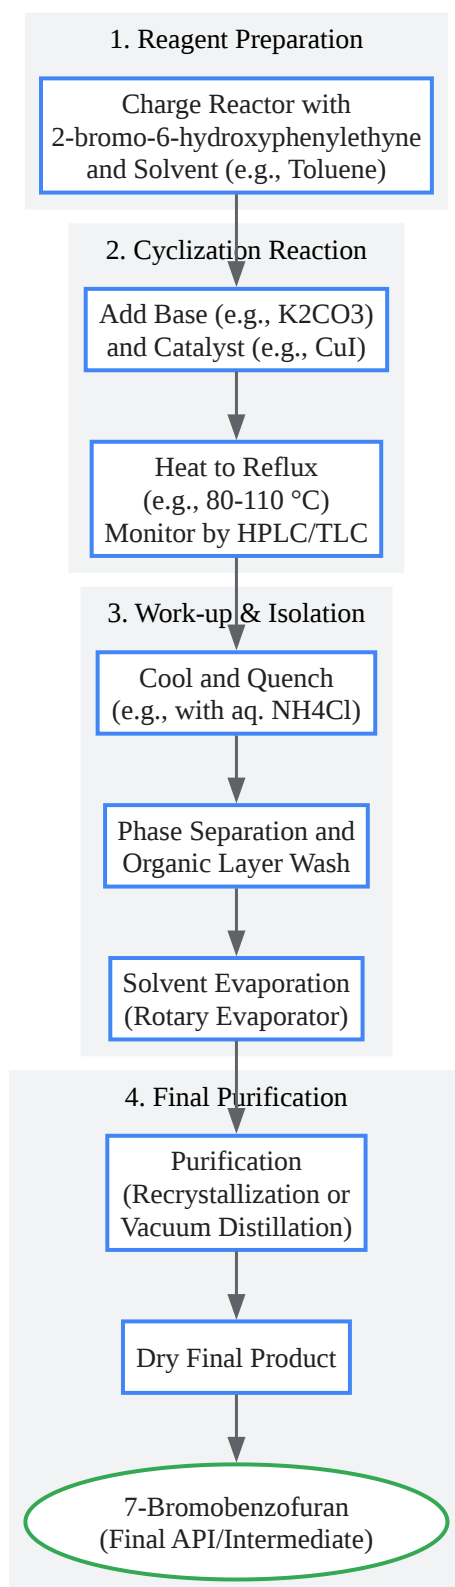 1. Reagent Preparation
Charge Reactor with
2-bromo-6-hydroxyphenylethyne
and Solvent (e.g., Toluene)
2. Cyclization Reaction
Add Base (e.g., K2CO3)
and Catalyst (e.g., CuI)
Heat to Reflux
(e.g., 80-110 °C)
Monitor by HPLC/TLC
3. Work-up & Isolation
Cool and Quench
(e.g., with aq. NH4Cl)
Phase Separation and
Organic Layer Wash
Solvent Evaporation
(Rotary Evaporator)
4. Final Purification
Purification
(Recrystallization or
Vacuum Distillation)
Dry Final Product
7-Bromobenzofuran
(Final API/Intermediate)